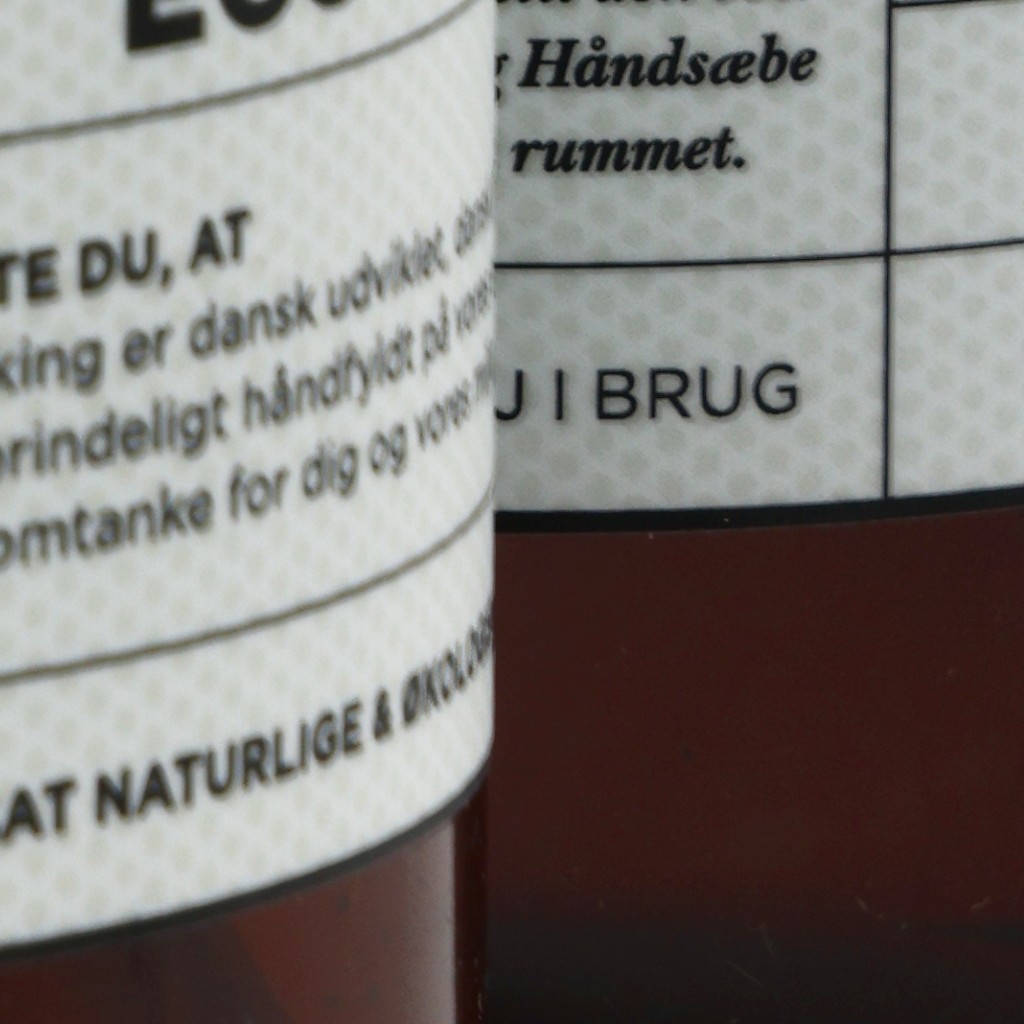 TE DU, AT
king er dansk udviklet,
rindeligt håndfyldt på
omtanke for dig og vores
AT NATURLIGE &
Håndsæbe
rummet.
I BRUG